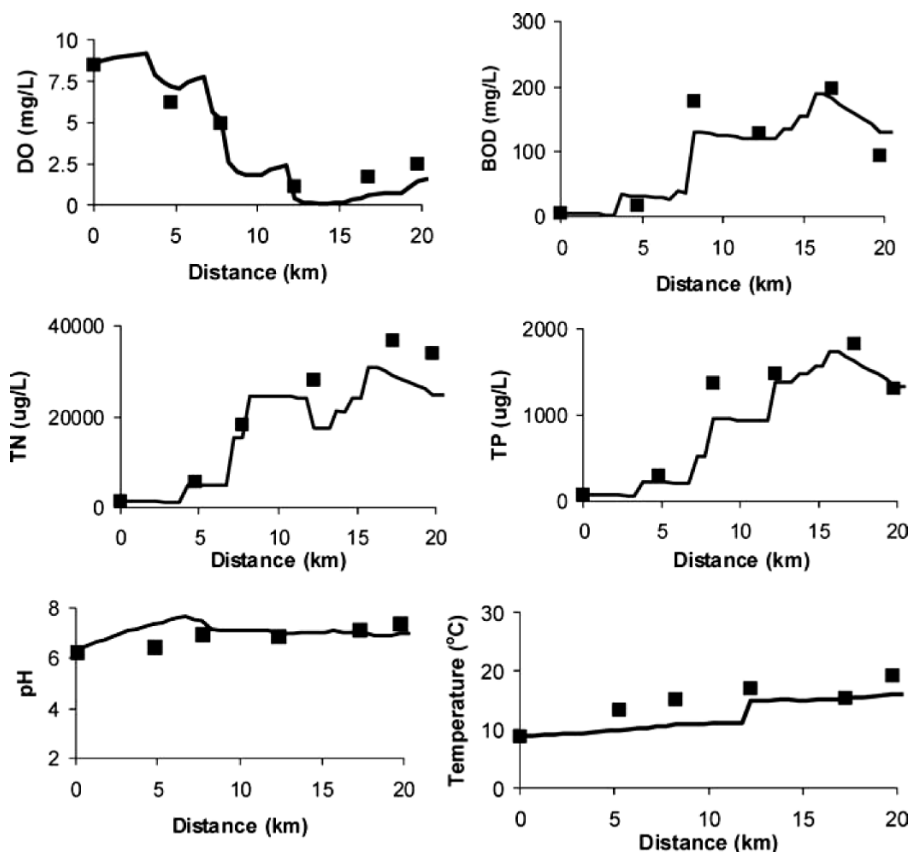 DO (mg/L)
10
7.5
5
2.5
0
0 5 10 15 20
Distance (km)
BOD (mg/L)
300
200
100
0
0 5 10 15 20
Distance (km)
TN (ug/L)
40000
20000
0
0 5 10 15 20
Distance (km)
TP (ug/L)
2000
1000
0
0 5 10 15 20
Distance (km)
pH
8
6
4
2
0 5 10 15 20
Distance (km)
Temperature (°C)
30
20
10
0
0 5 10 15 20
Distance (km)